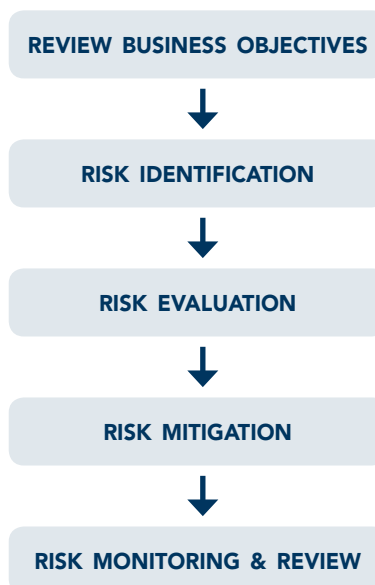 REVIEW BUSINESS OBJECTIVES
RISK IDENTIFICATION
RISK EVALUATION
RISK MITIGATION
RISK MONITORING & REVIEW